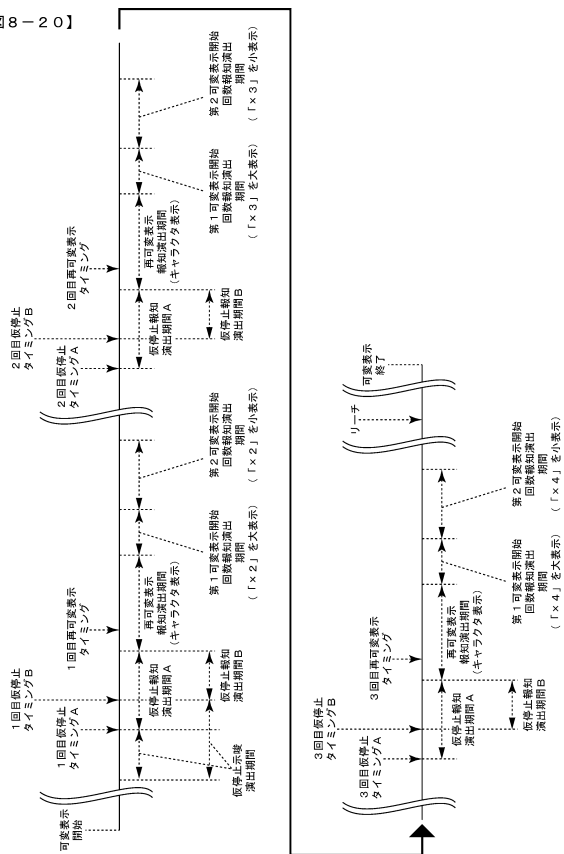 図8－20】
可変表示
開始
1回目仮停止
タイミングA
1回目仮停止
タイミングB
仮停止示唆
演出期間
仮停止報知
演出期間A
仮停止報知
演出期間B
1回目再可変表示
タイミング
再可変表示
報知演出期間
(キャラクタ表示)
第1可変表示開始
回数報知演出
期間
(「×2」を大表示)
第2可変表示開始
回数報知演出
期間
(「×2」を小表示)
2回目仮停止
タイミングA
2回目仮停止
タイミングB
仮停止報知
演出期間A
仮停止報知
演出期間B
2回目再可変表示
タイミング
再可変表示
報知演出期間
(キャラクタ表示)
第1可変表示開始
回数報知演出
期間
(「×3」を大表示)
第2可変表示開始
回数報知演出
期間
(「×3」を小表示)
3回目仮停止
タイミングA
3回目仮停止
タイミングB
仮停止報知
演出期間A
仮停止報知
演出期間B
3回目再可変表示
タイミング
再可変表示
報知演出期間
(キャラクタ表示)
第1可変表示開始
回数報知演出
期間
(「×4」を大表示)
第2可変表示開始
回数報知演出
期間
(「×4」を小表示)
リーチ
可変表示
終了